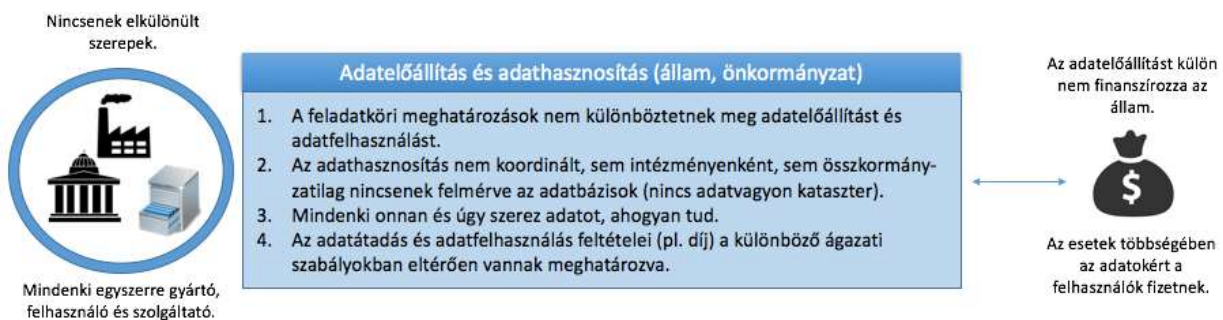 Nincsenek elkülönült
szerepek.
Mindenki egyszerre gyártó,
felhasználó és szolgáltató.
Adatelőállítás és adathasznosítás (állam, önkormányzat)
1. A feladatköri meghatározások nem különböztetnek meg adatelőállítást és
adatfelhasználást.
2. Az adathasznosítás nem koordinált, sem intézményenként, sem összkormány-
zatilag nincsenek felmérve az adatbázisok (nincs adatvagyon kataszter).
3. Mindenki onnan és úgy szerez adatot, ahogyan tud.
4. Az adatátadás és adatfelhasználás feltételei (pl. díj) a különböző ágazati
szabályokban eltérően vannak meghatározva.
Az adatelőállítást külön
nem finanszírozza az
állam.
$
Az esetek többségében
az adatokért a
felhasználók fizetnek.